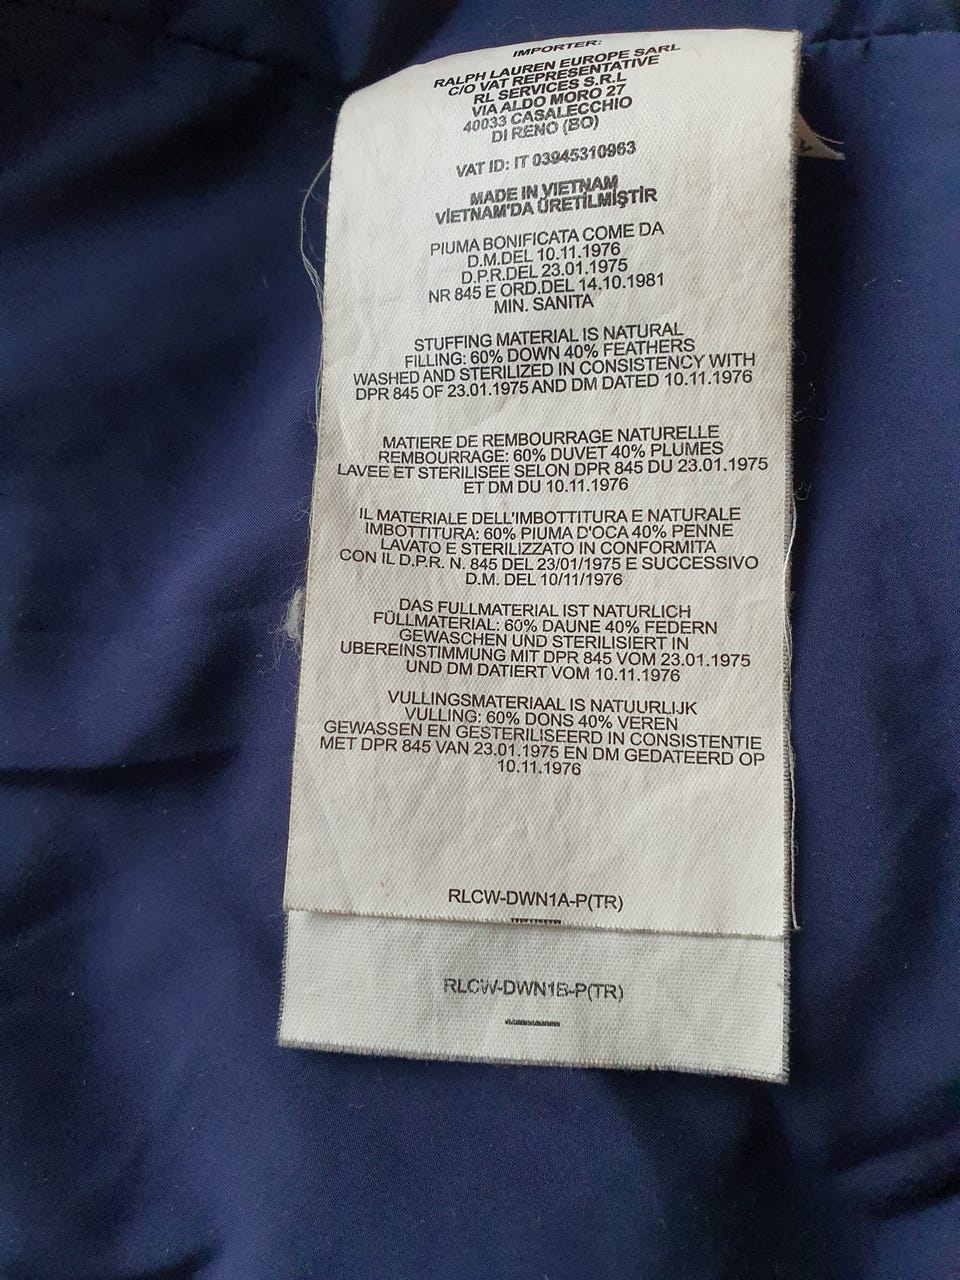 IMPORTER:
RALPH LAUREN EUROPE SARL
C/O VAT REPRESENTATIVE
RL SERVICES S.R.L
VIA ALDO MORO 27
40033 CASALECCHIO
DI RENO (BO)
VAT ID: IT 03945310963
MADE IN VIETNAM
VİETNAM'DA ÜRETİLMİŞTİR
PIUMA BONIFICATA COME DA
D.M.DEL 10.11.1976
D.P.R.DEL 23.01.1975
NR 845 E ORD.DEL 14.10.1981
MIN. SANITA
STUFFING MATERIAL IS NATURAL
FILLING: 60% DOWN 40% FEATHERS
WASHED AND STERILIZED IN CONSISTENCY WITH
DPR 845 OF 23.01.1975 AND DM DATED 10.11.1976
MATIERE DE REMBOURRAGE NATURELLE
REMBOURRAGE: 60% DUVET 40% PLUMES
LAVEE ET STERILISEE SELON DPR 845 DU 23.01.1975
ET DM DU 10.11.1976
IL MATERIALE DELL'IMBOTTITURA E NATURALE
IMBOTTITURA: 60% PIUMA D'OCA 40% PENNE
LAVATO E STERILIZZATO IN CONFORMITA
CON IL D.P.R. N. 845 DEL 23/01/1975 E SUCCESSIVO
D.M. DEL 10/11/1976
DAS FULLMATERIAL IST NATURLICH
FÜLLMATERIAL: 60% DAUNE 40% FEDERN
GEWASCHEN UND STERILISIERT IN
UBEREINSTIMMUNG MIT DPR 845 VOM 23.01.1975
UND DM DATIERT VOM 10.11.1976
VULLINGSMATERIAAL IS NATUURLIJK
VULLING: 60% DONS 40% VEREN
GEWASSEN EN GESTERILISEERD IN CONSISTENTIE
MET DPR 845 VAN 23.01.1975 EN DM GEDATEERD OP
10.11.1976
RLCW-DWN1A-P(TR)
RLCW-DWN1B-P(TR)